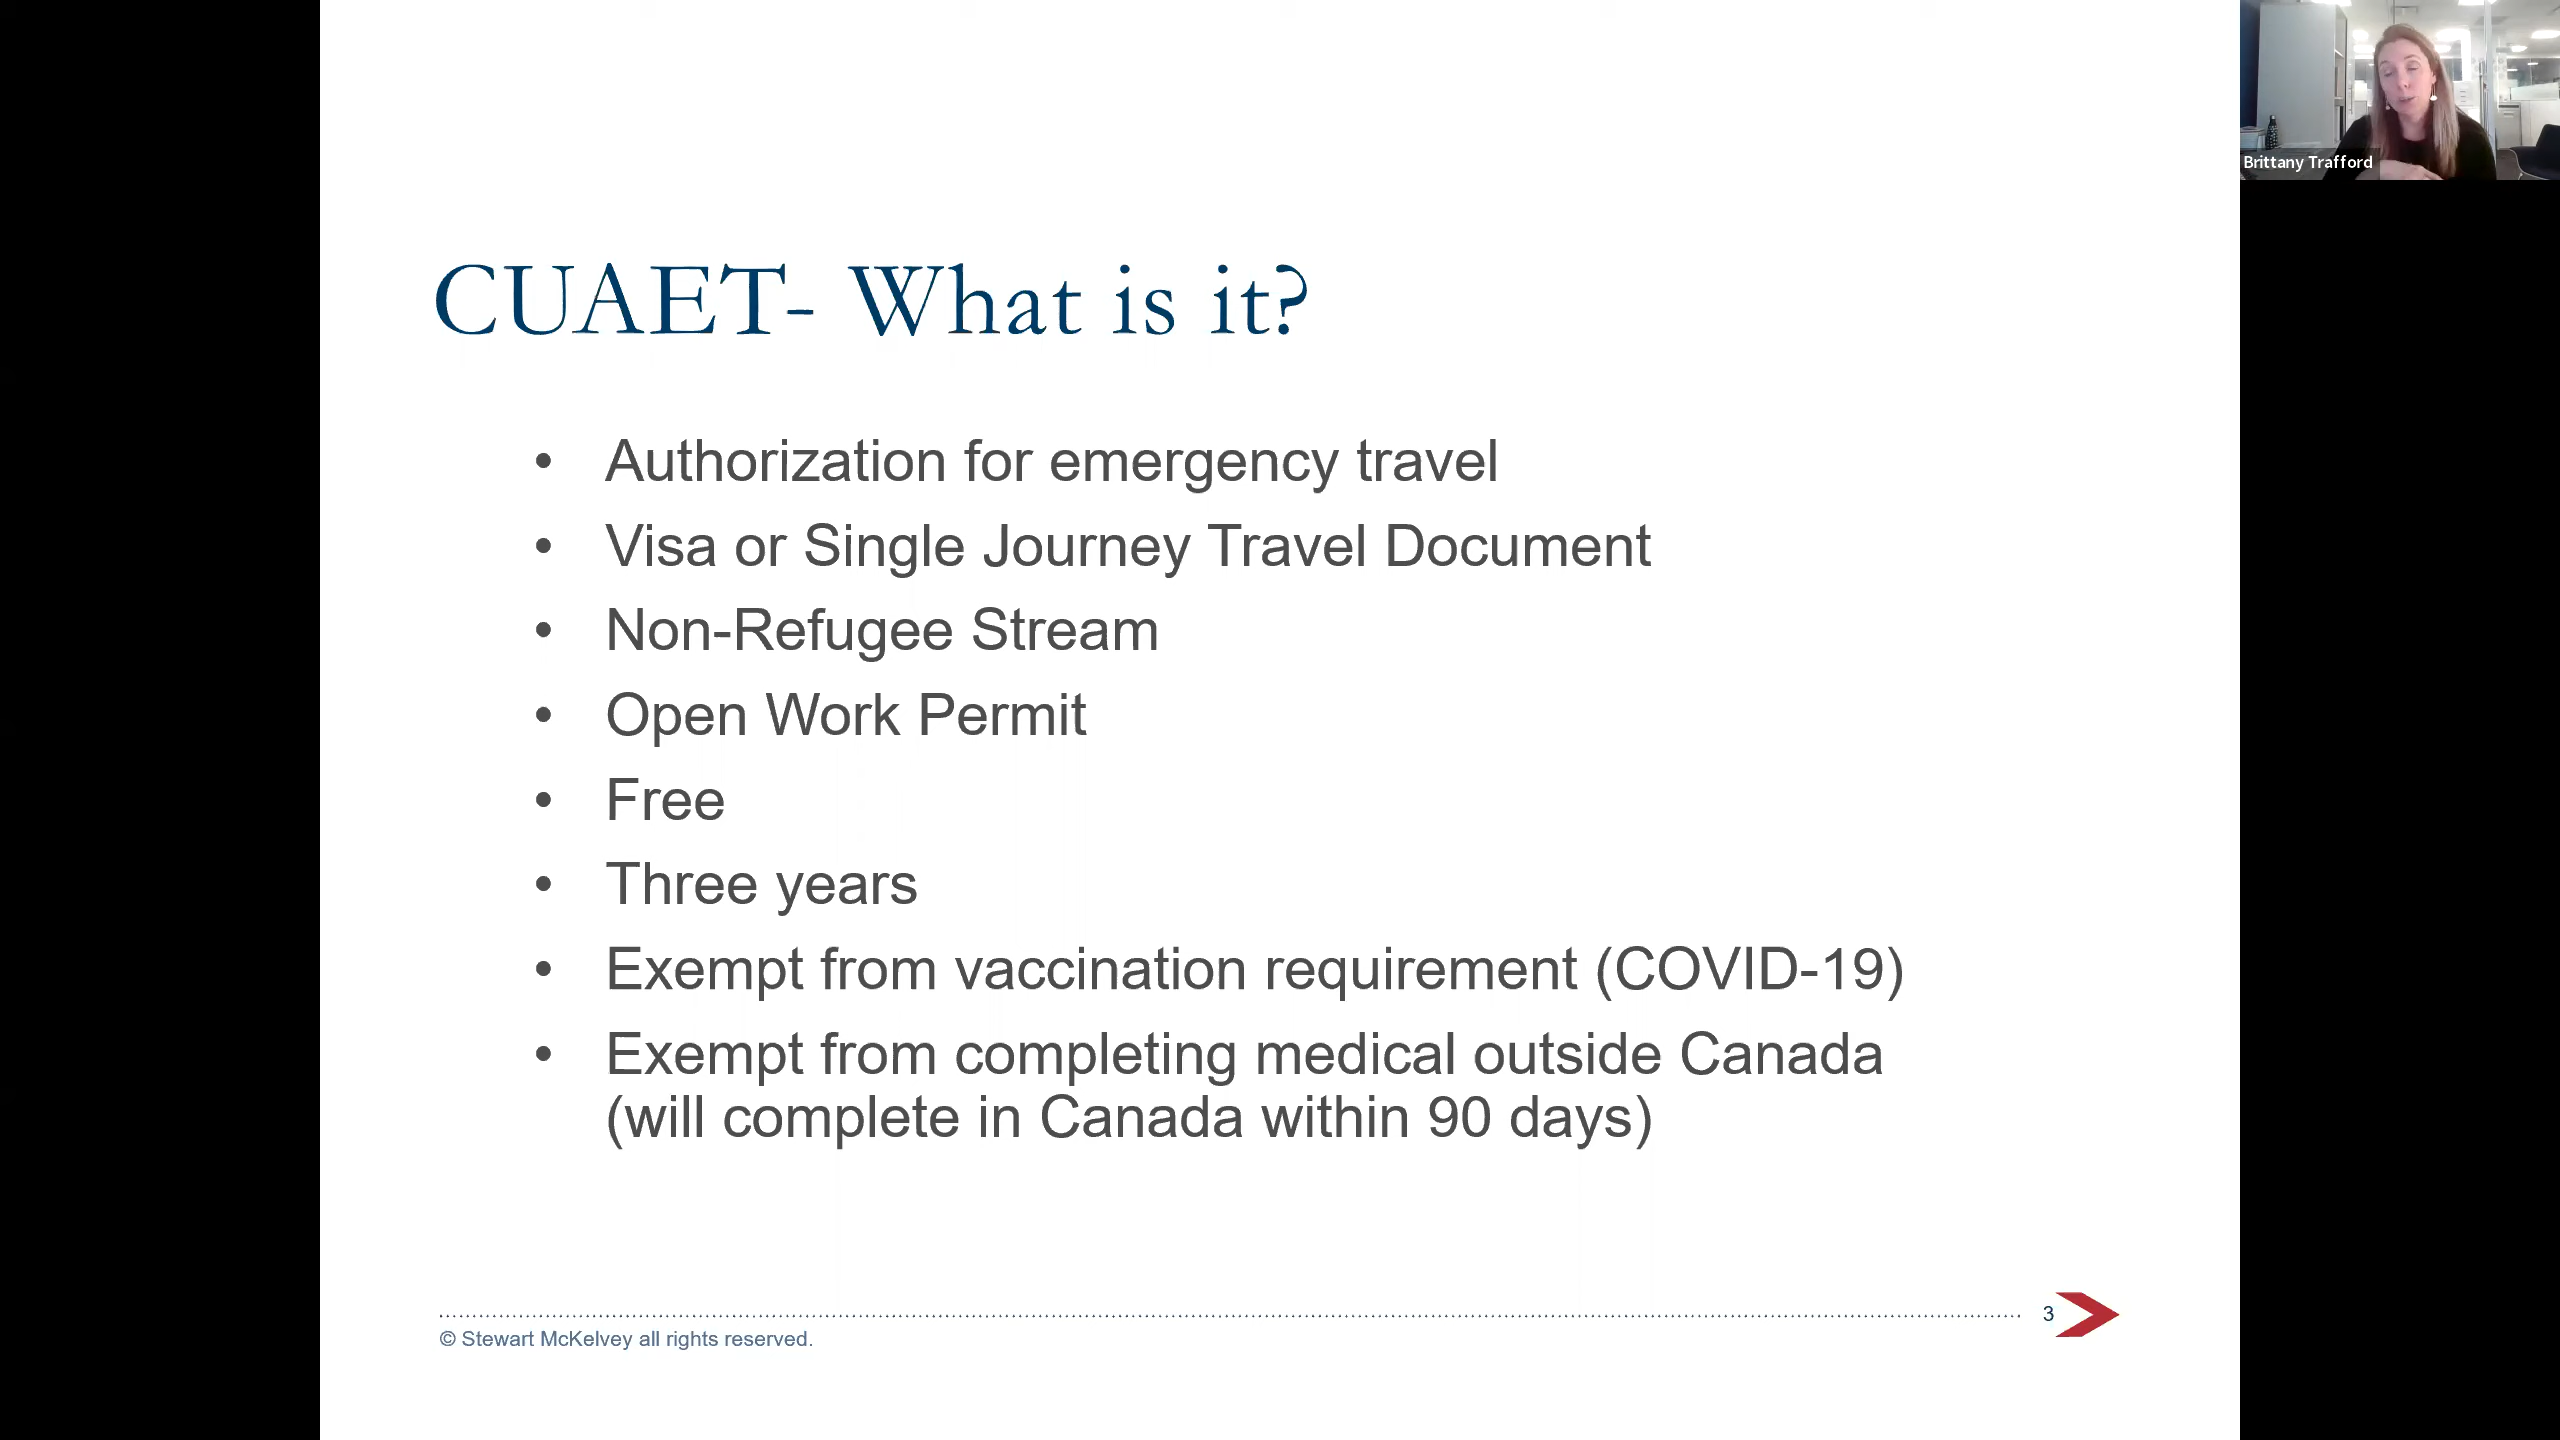 Brittany Trafford
CUAET- What is it?
• Authorization for emergency travel
• Visa or Single Journey Travel Document
• Non-Refugee Stream
• Open Work Permit
• Free
• Three years
• Exempt from vaccination requirement (COVID-19)
• Exempt from completing medical outside Canada
(will complete in Canada within 90 days)
3
© Stewart McKelvey all rights reserved.